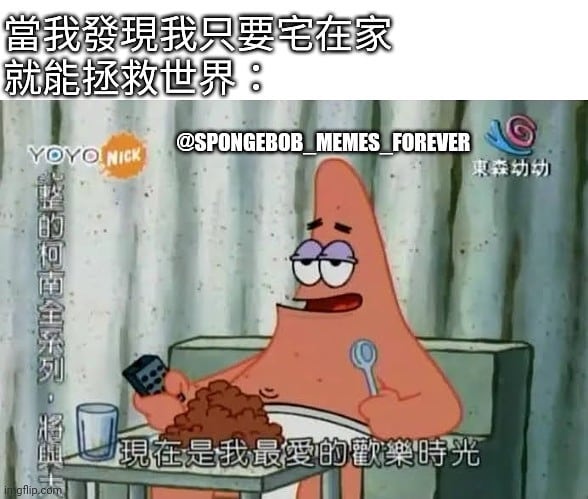 當我發現我只要宅在家
就能拯救世界：
@SPONGEBOB_MEMES_FOREVER
YOYO NICK
東森幼幼
整的柯南全系列，將與
現在是我最愛的歡樂時光
imgflip.com